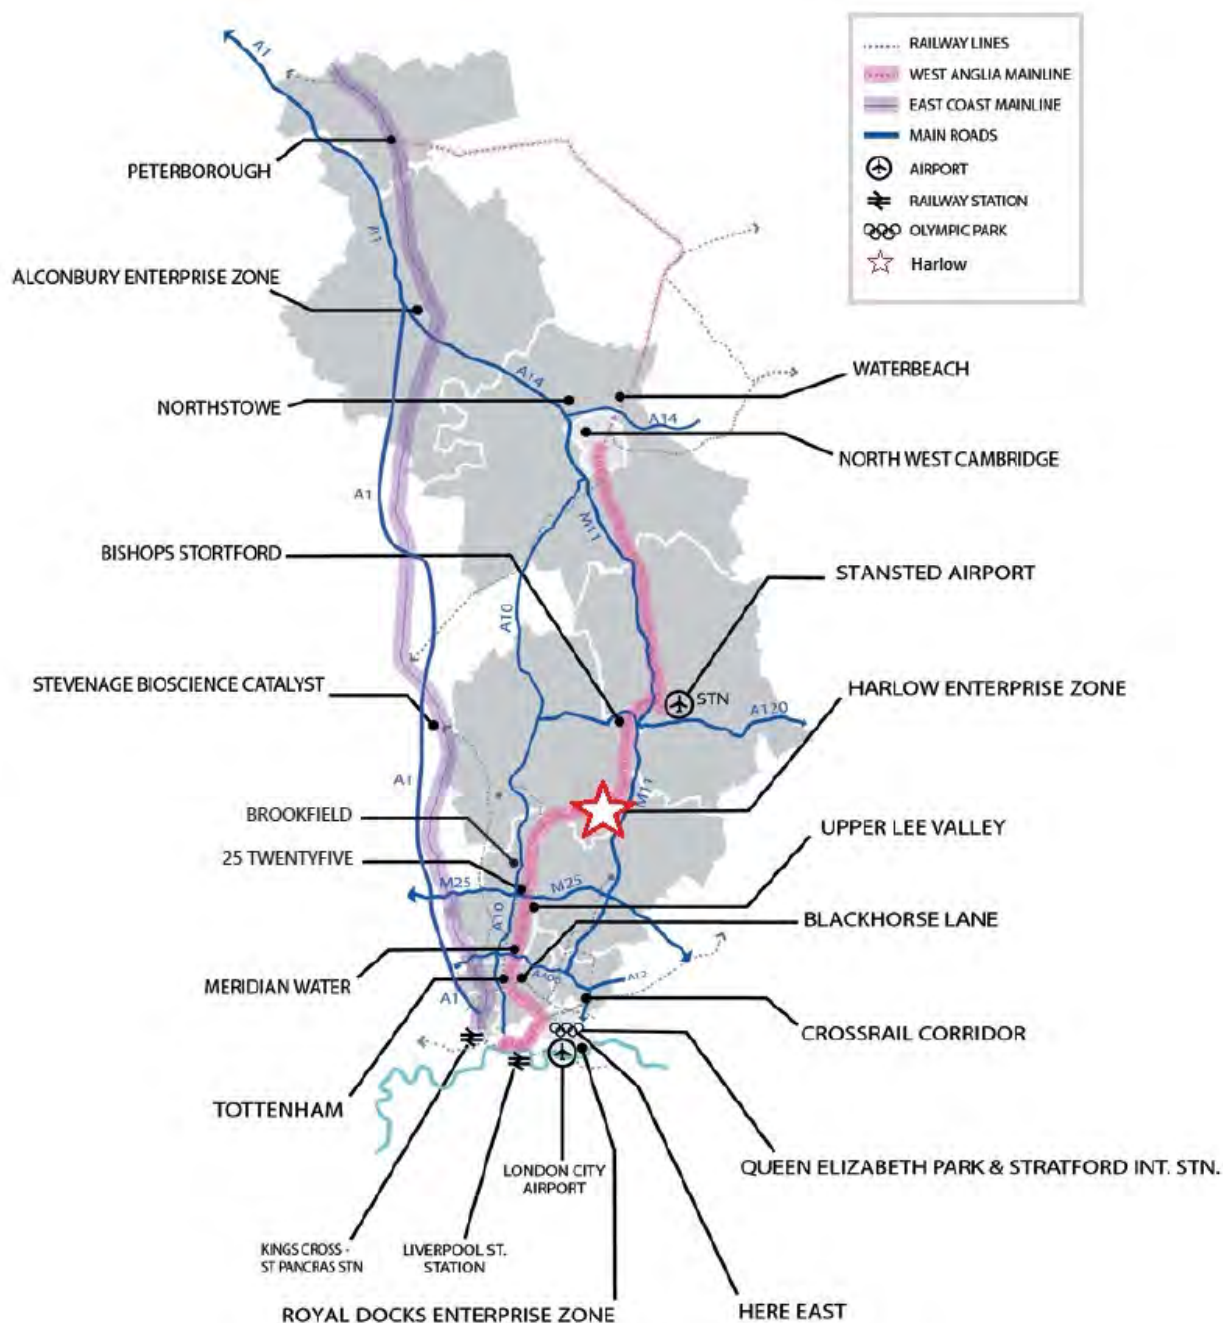 RAILWAY LINES
WEST ANGLIA MAINLINE
EAST COAST MAINLINE
MAIN ROADS
AIRPORT
RAILWAY STATION
OLYMPIC PARK
Harlow
A1
PETERBOROUGH
A1
ALCONBURY ENTERPRISE ZONE
A14
WATERBEACH
NORTHSTOWE
A14
NORTH WEST CAMBRIDGE
A1
M11
BISHOPS STORTFORD
STANSTED AIRPORT
A10
STEVENAGE BIOSCIENCE CATALYST
HARLOW ENTERPRISE ZONE
STN
A120
A1
M11
BROOKFIELD
UPPER LEE VALLEY
25 TWENTYFIVE
M25
M25
A10
BLACKHORSE LANE
MERIDIAN WATER
A406
A12
A1
CROSSRAIL CORRIDOR
TOTTENHAM
QUEEN ELIZABETH PARK & STRATFORD INT. STN.
LONDON CITY
AIRPORT
KINGS CROSS -
ST PANCRAS STN
LIVERPOOL ST.
STATION
ROYAL DOCKS ENTERPRISE ZONE
HERE EAST